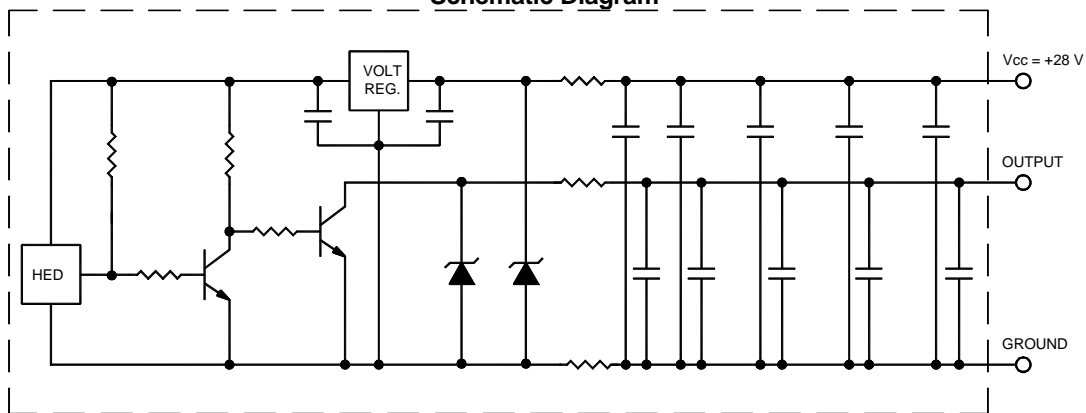 Schematic Diagram
Vcc = +28 V
VOLT
REG.
OUTPUT
HED
GROUND